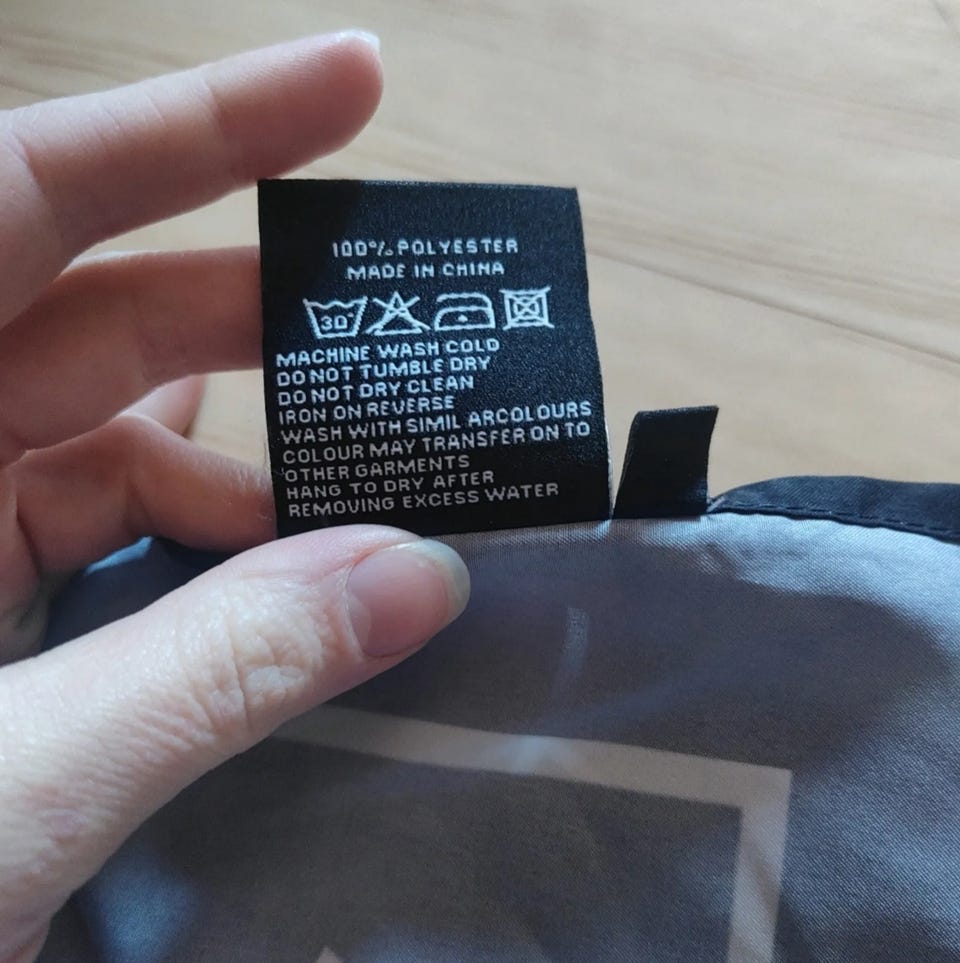 100% POLYESTER
MADE IN CHINA
30°
MACHINE WASH COLD
DO NOT TUMBLE DRY
DO NOT DRY CLEAN
IRON ON REVERSE
WASH WITH SIMIL ARCOLOURS
COLOUR MAY TRANSFER ON TO
OTHER GARMENTS
HANG TO DRY AFTER
REMOVING EXCESS WATER